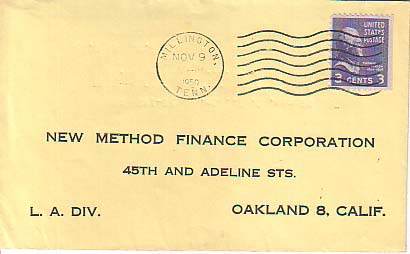 MILLINGTON,
NOV 9
TENN.
UNITED
STATES
POSTAGE
3 CENTS 3
NEW METHOD FINANCE CORPORATION
45TH AND ADELINE STS.
L. A. DIV. OAKLAND 8, CALIF.